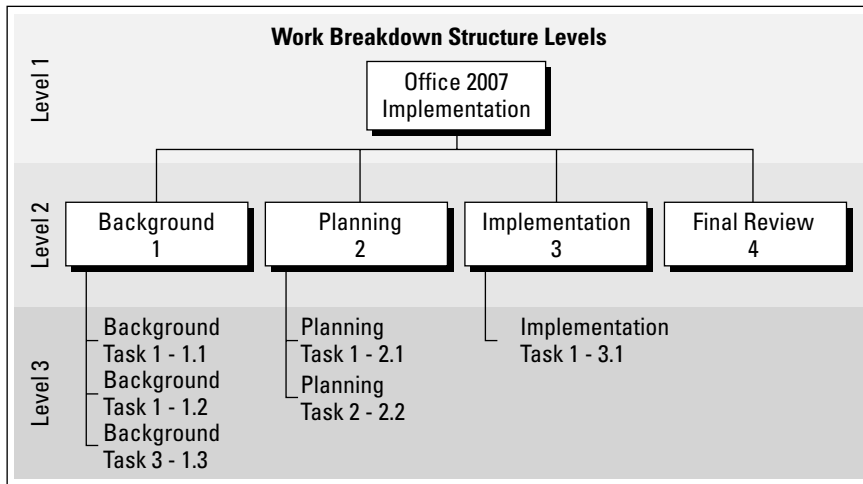 Work Breakdown Structure Levels
Level 1
Office 2007
Implementation
Level 2
Background
1
Planning
2
Implementation
3
Final Review
4
Level 3
Background
Task 1 - 1.1
Background
Task 1 - 1.2
Background
Task 3 - 1.3
Planning
Task 1 - 2.1
Planning
Task 2 - 2.2
Implementation
Task 1 - 3.1